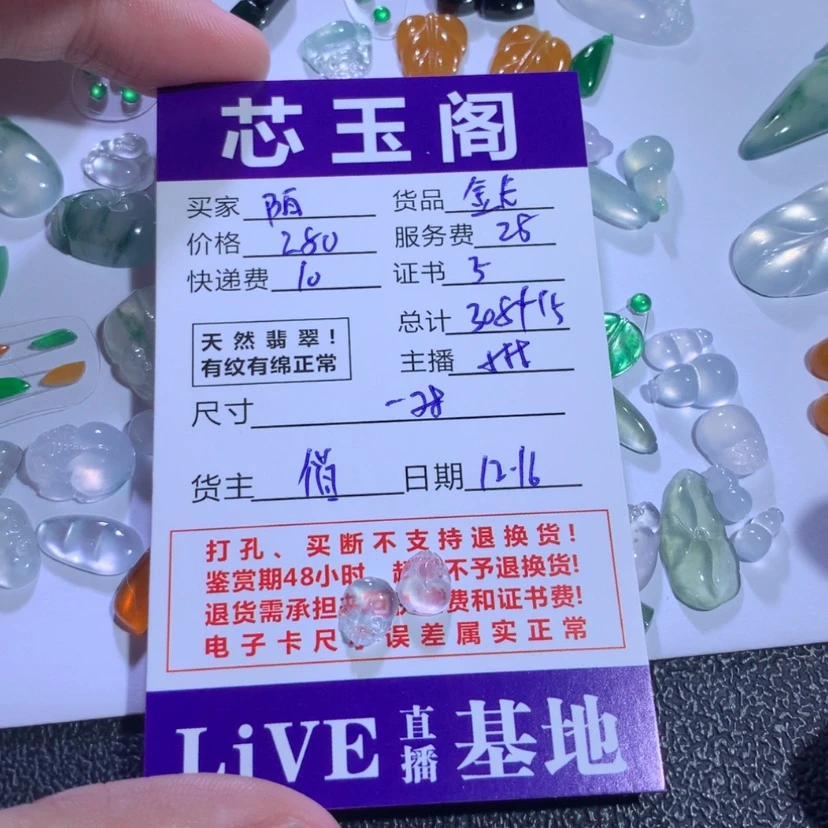 芯玉阁
买家 陌 货品 金卡
价格 280 服务费 28
快递费 10 证书 5
总计 308+15
天然翡翠！
有纹有绵正常
主播
尺寸 -28
货主 俏 日期 12.16
打孔、买断不支持退换货！
鉴赏期48小时 不予退换货！
退货需承担 费和证书费！
电子卡尺 误差属实正常
LiVE 直播 基地